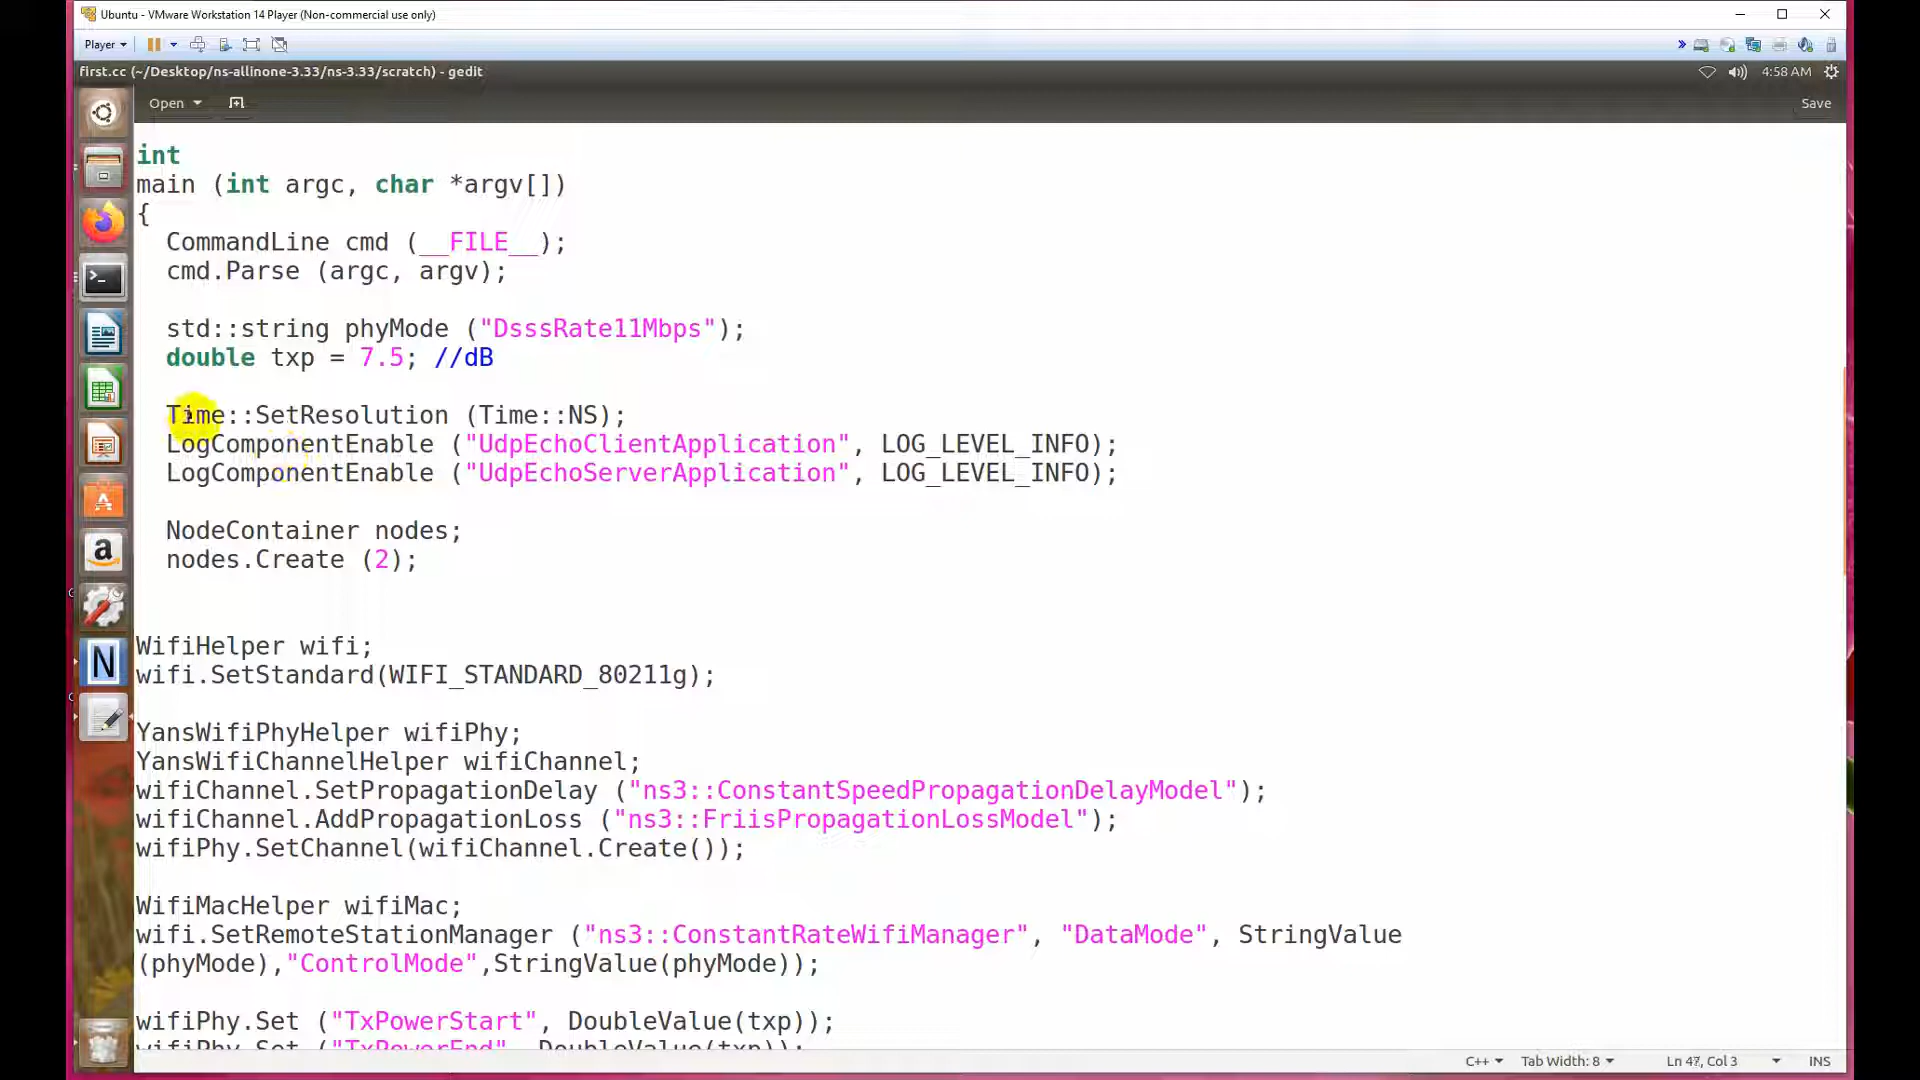 Ubuntu - VMware Workstation 14 Player (Non-commercial use only)
Player
first.cc (~/Desktop/ns-allinone-3.33/ns-3.33/scratch) - gedit
4:58 AM
Open
Save
int
main (int argc, char *argv[])
{
CommandLine cmd (__FILE__);
cmd.Parse (argc, argv);
std::string phyMode ("DsssRate11Mbps");
double txp = 7.5; //dB
Time::SetResolution (Time::NS);
LogComponentEnable ("UdpEchoClientApplication", LOG_LEVEL_INFO);
LogComponentEnable ("UdpEchoServerApplication", LOG_LEVEL_INFO);
NodeContainer nodes;
nodes.Create (2);
WifiHelper wifi;
wifi.SetStandard(WIFI_STANDARD_80211g);
YansWifiPhyHelper wifiPhy;
YansWifiChannelHelper wifiChannel;
wifiChannel.SetPropagationDelay ("ns3::ConstantSpeedPropagationDelayModel");
wifiChannel.AddPropagationLoss ("ns3::FriisPropagationLossModel");
wifiPhy.SetChannel(wifiChannel.Create());
WifiMacHelper wifiMac;
wifi.SetRemoteStationManager ("ns3::ConstantRateWifiManager", "DataMode", StringValue
(phyMode),"ControlMode",StringValue(phyMode));
wifiPhy.Set ("TxPowerStart", DoubleValue(txp));
wifiPhy.Set ("TxPowerEnd", DoubleValue(txp));
C++ Tab Width: 8 Ln 47, Col 3 INS